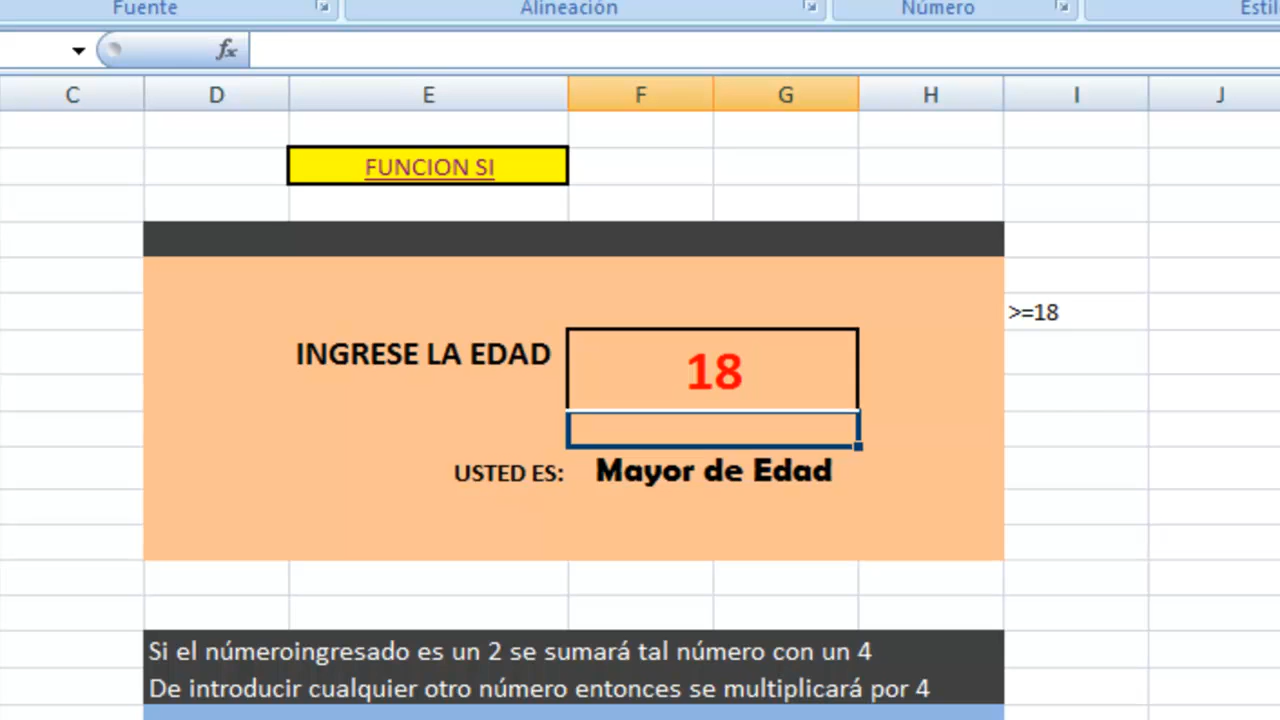 Fuente Alineación Número
fx
C D E F G H I J
FUNCION SI
>=18
INGRESE LA EDAD 18
USTED ES: Mayor de Edad
Si el númeroingresado es un 2 se sumará tal número con un 4
De introducir cualquier otro número entonces se multiplicará por 4